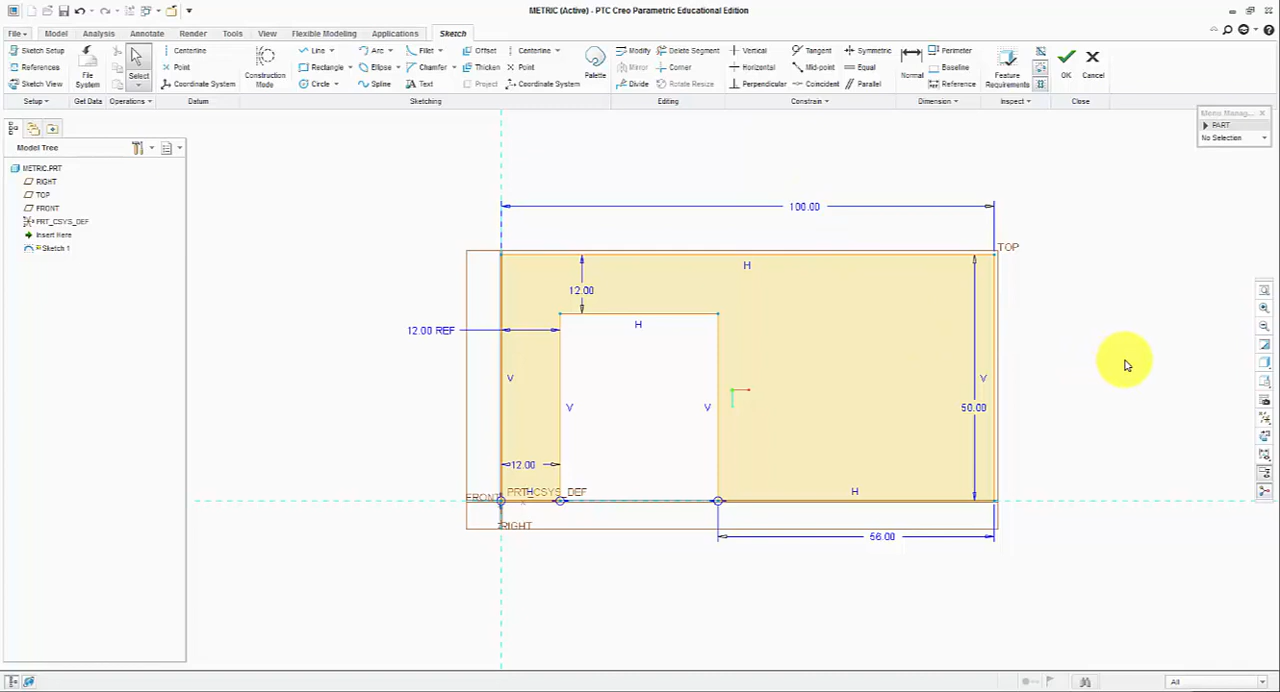 METRIC (Active) - PTC Creo Parametric Educational Edition
File Model Analysis Annotate Render Tools View Flexible Modeling Applications Sketch
Sketch Setup
References
Sketch View
Setup
File System
Get Data
Select
Operations
Centerline
Point
Coordinate System
Datum
Construction Mode
Line Arc Fillet Offset Centerline
Rectangle Ellipse Chamfer Thicken Point
Circle Spline Text Project Coordinate System
Palette
Sketching
Modify Delete Segment
Mirror Corner
Divide Rotate Resize
Editing
Vertical Tangent Symmetric
Horizontal Mid-point Equal
Perpendicular Coincident Parallel
Constrain
Normal
Perimeter
Baseline
Reference
Dimension
Feature Requirements
Inspect
OK
Cancel
Close
Menu Manag...
PART
No Selection
Model Tree
METRIC.PRT
RIGHT
TOP
FRONT
PRT_CSYS_DEF
Insert Here
Sketch 1
100.00
TOP
H
12.00
12.00 REF
H
V
V
V
V
50.00
12.00
FRONT
PRT_CSYS_DEF
H
H
RIGHT
56.00
All